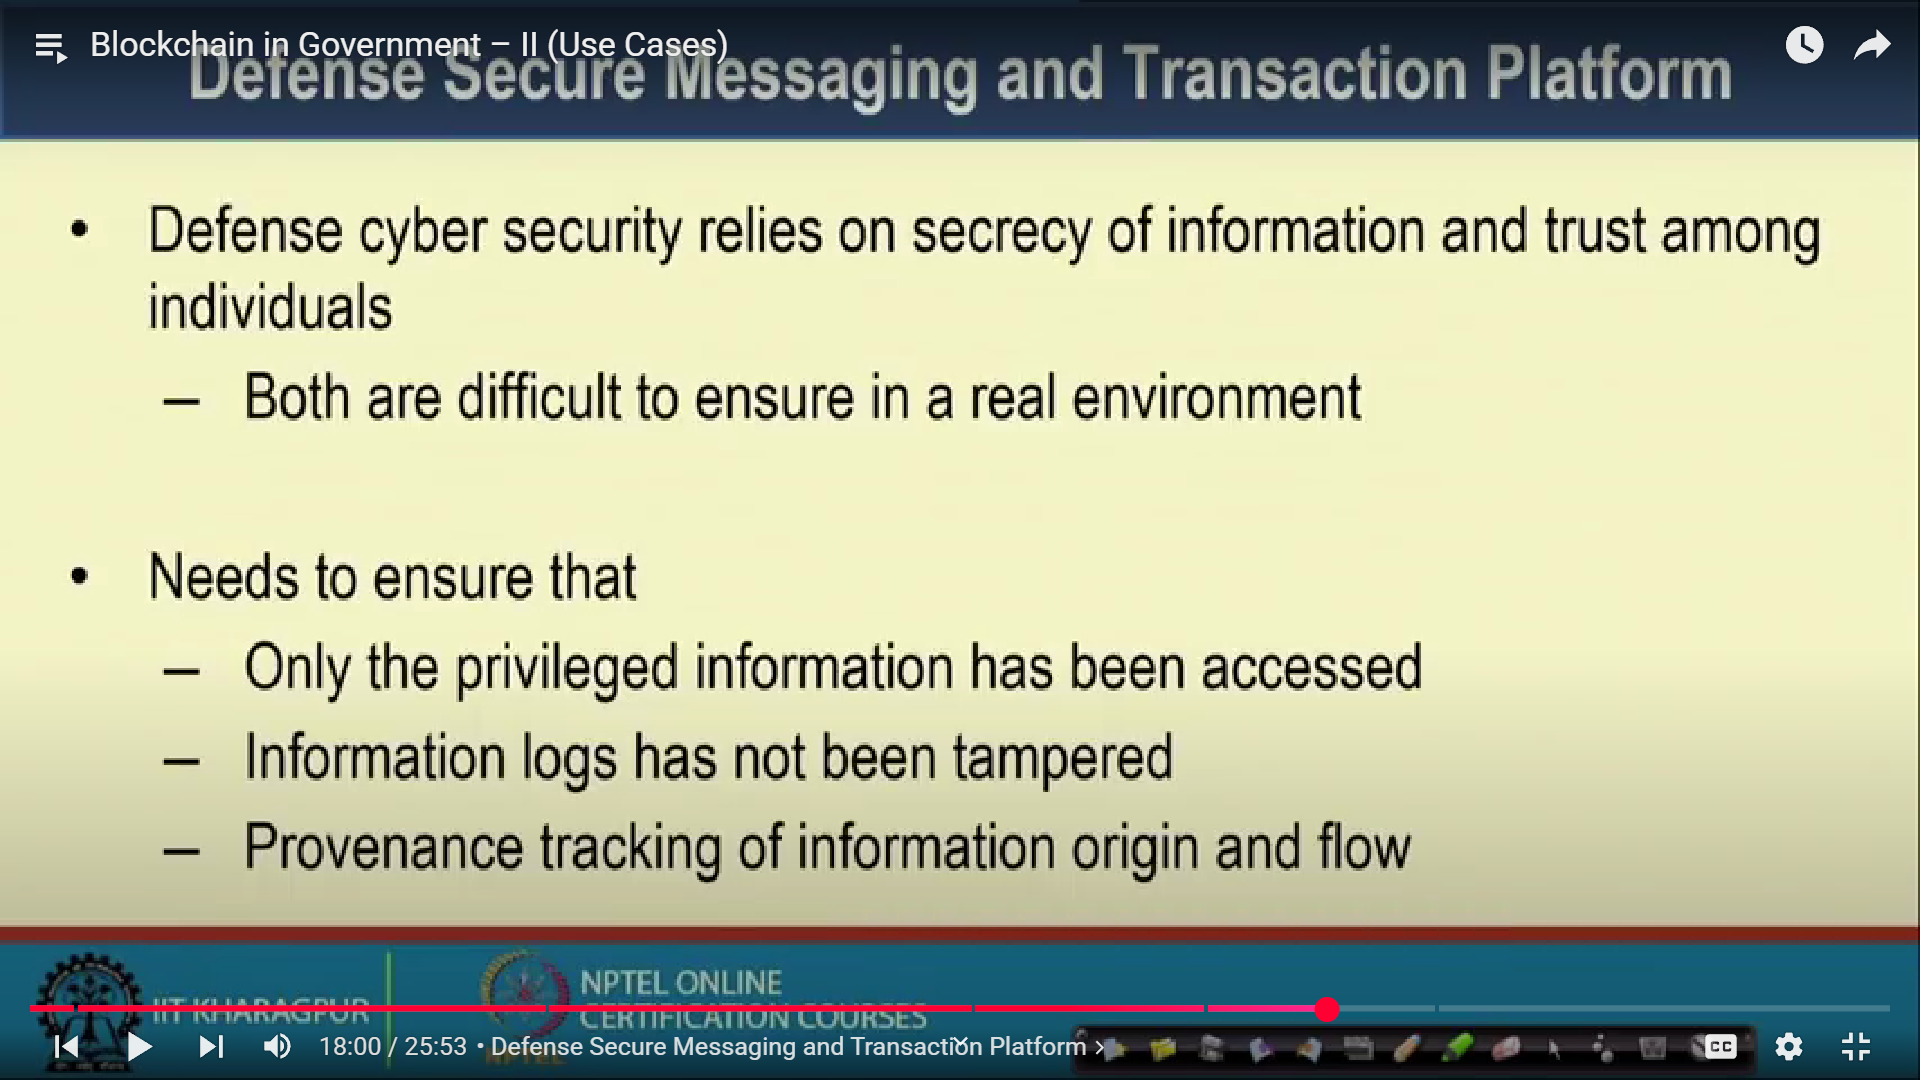 Blockchain in Government – II (Use Cases)
Defense Secure Messaging and Transaction Platform
• Defense cyber security relies on secrecy of information and trust among
individuals
– Both are difficult to ensure in a real environment
• Needs to ensure that
– Only the privileged information has been accessed
– Information logs has not been tampered
– Provenance tracking of information origin and flow
IIT KHARAGPUR
NPTEL ONLINE
CERTIFICATION COURSES
NPTEL
18:00 / 25:53 • Defense Secure Messaging and Transaction Platform ›
CC